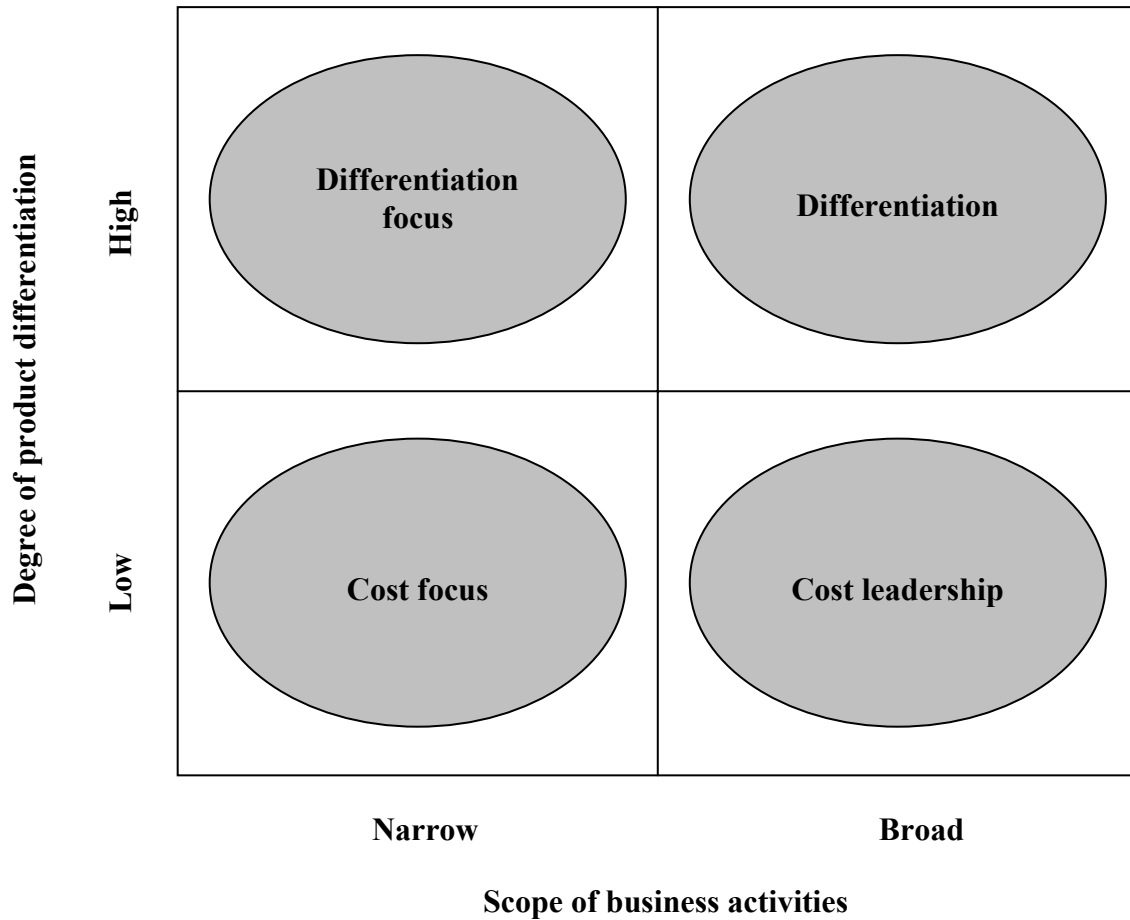 Degree of product differentiation
High
Low
Differentiation
focus
Differentiation
Cost focus
Cost leadership
Narrow
Broad
Scope of business activities